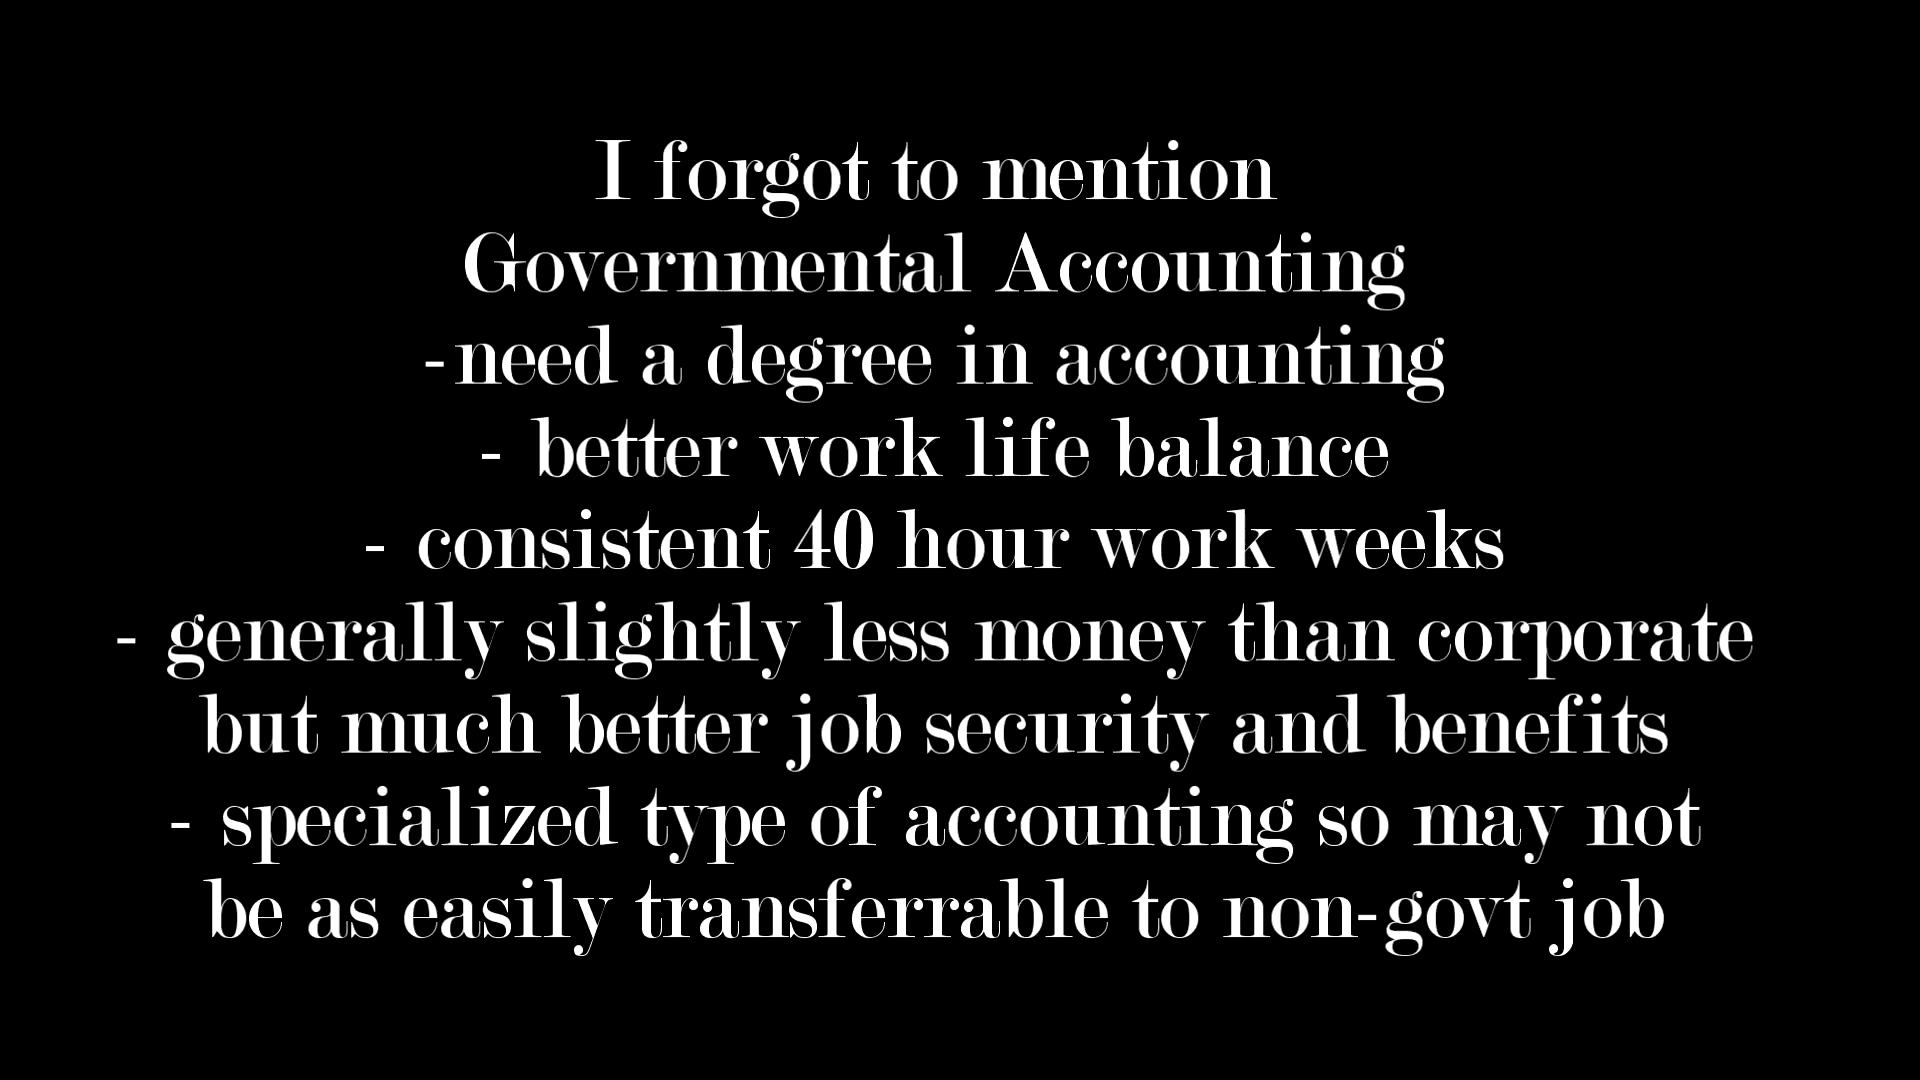 I forgot to mention
Governmental Accounting
-need a degree in accounting
- better work life balance
- consistent 40 hour work weeks
- generally slightly less money than corporate
but much better job security and benefits
- specialized type of accounting so may not
be as easily transferrable to non-govt job